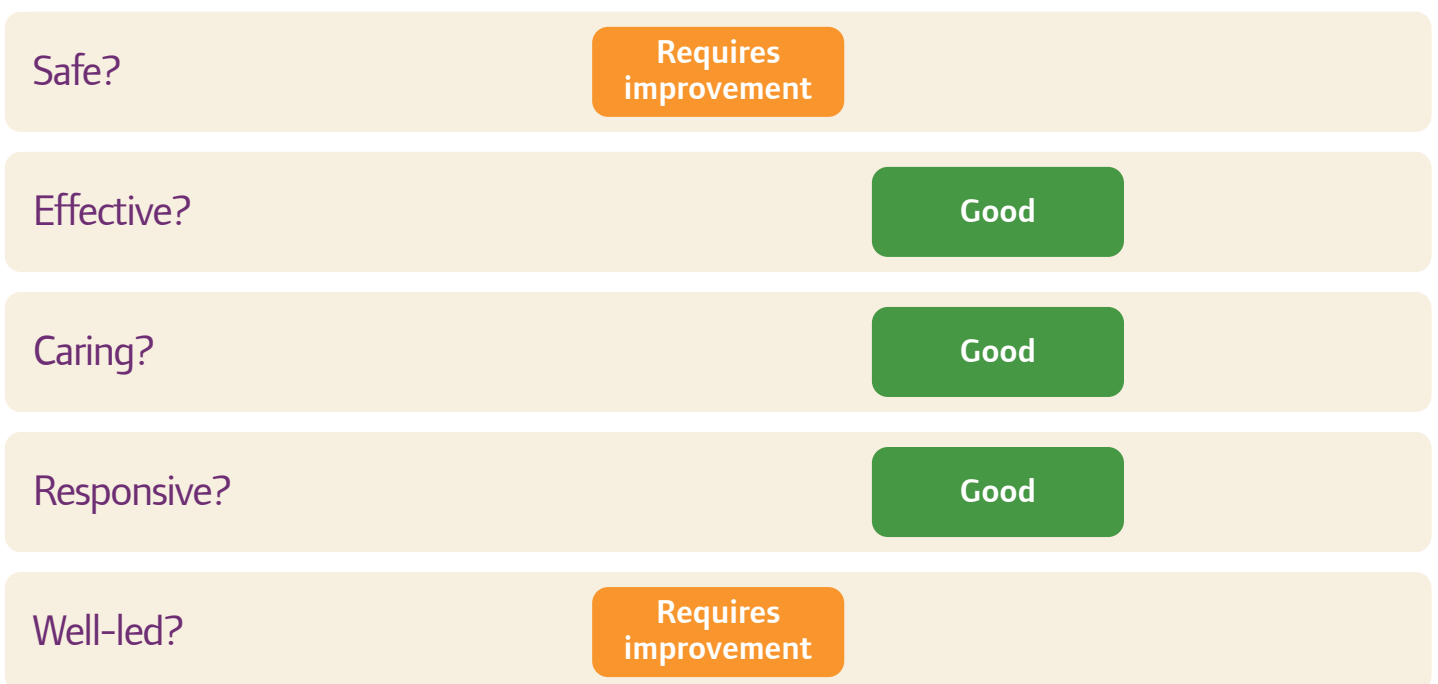 Safe?
Requires
improvement
Effective?
Good
Caring?
Good
Responsive?
Good
Well-led?
Requires
improvement